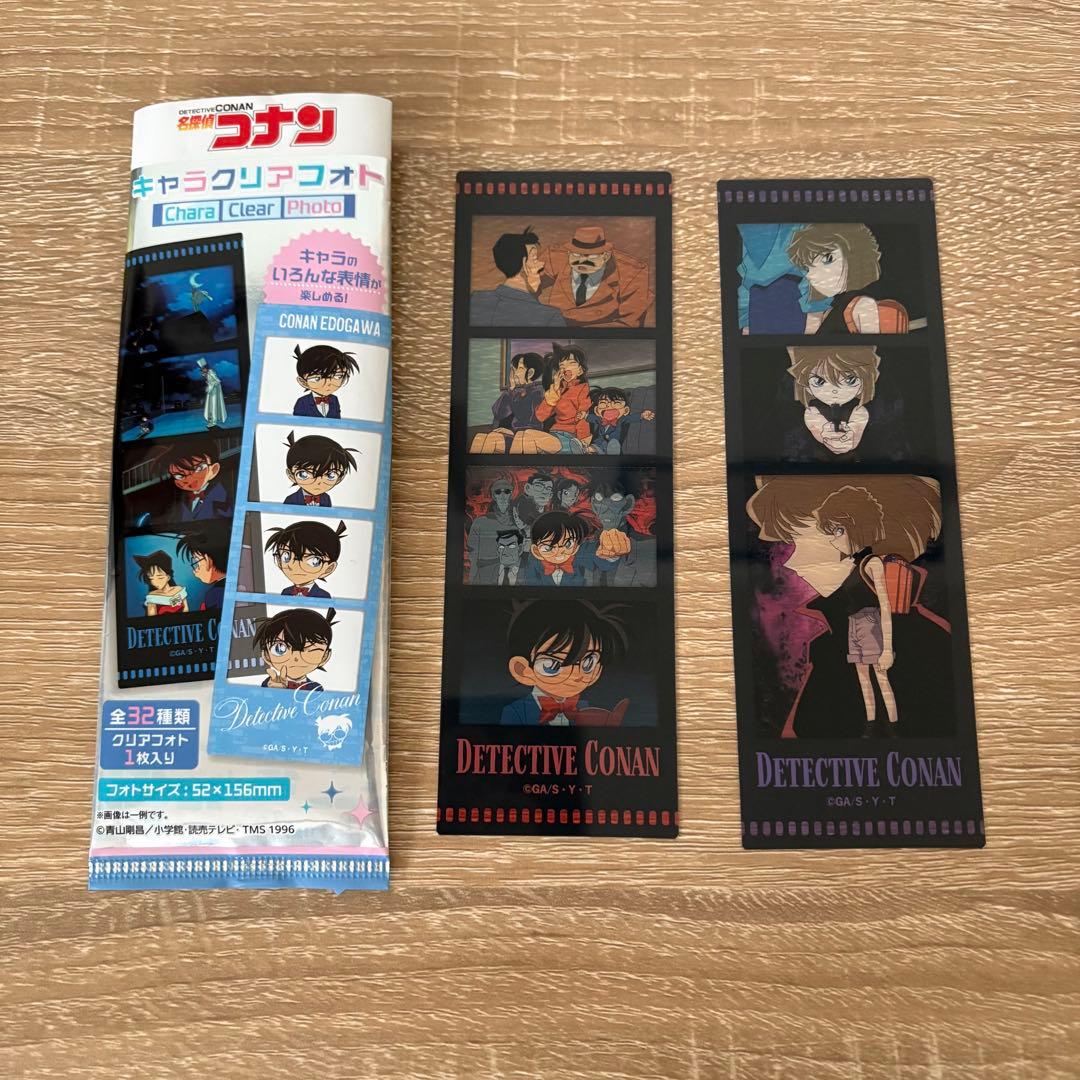 DETECTIVE CONAN
名探偵コナン
キャラクリアフォト
Chara Clear Photo
キャラの
いろんな表情が
楽しめる!
CONAN EDOGAWA
DETECTIVE CONAN
©GA/S・Y・T
Detective Conan
©GA/S・Y・T
全32種類
クリアフォト
1枚入り
フォトサイズ:52×156mm
※画像は一例です。
©青山剛昌/小学館・読売テレビ・TMS 1996
DETECTIVE CONAN
©GA/S・Y・T
DETECTIVE CONAN
©GA/S・Y・T